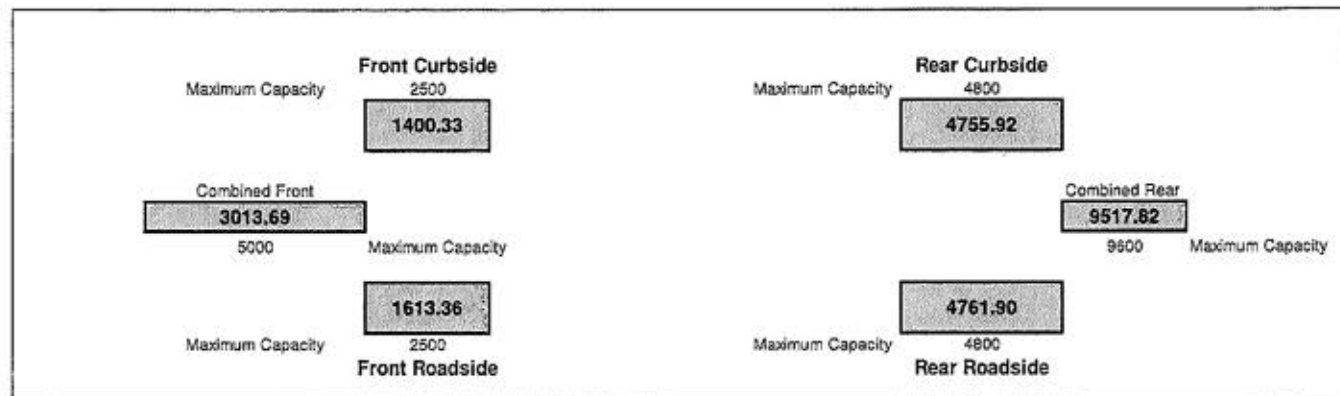 Front Curbside
Maximum Capacity 2500
1400.33
Rear Curbside
Maximum Capacity 4800
4755.92
Combined Front
3013.69
5000 Maximum Capacity
Combined Rear
9517.82
9600 Maximum Capacity
1613.36
Maximum Capacity 2500
Front Roadside
4761.90
Maximum Capacity 4800
Rear Roadside